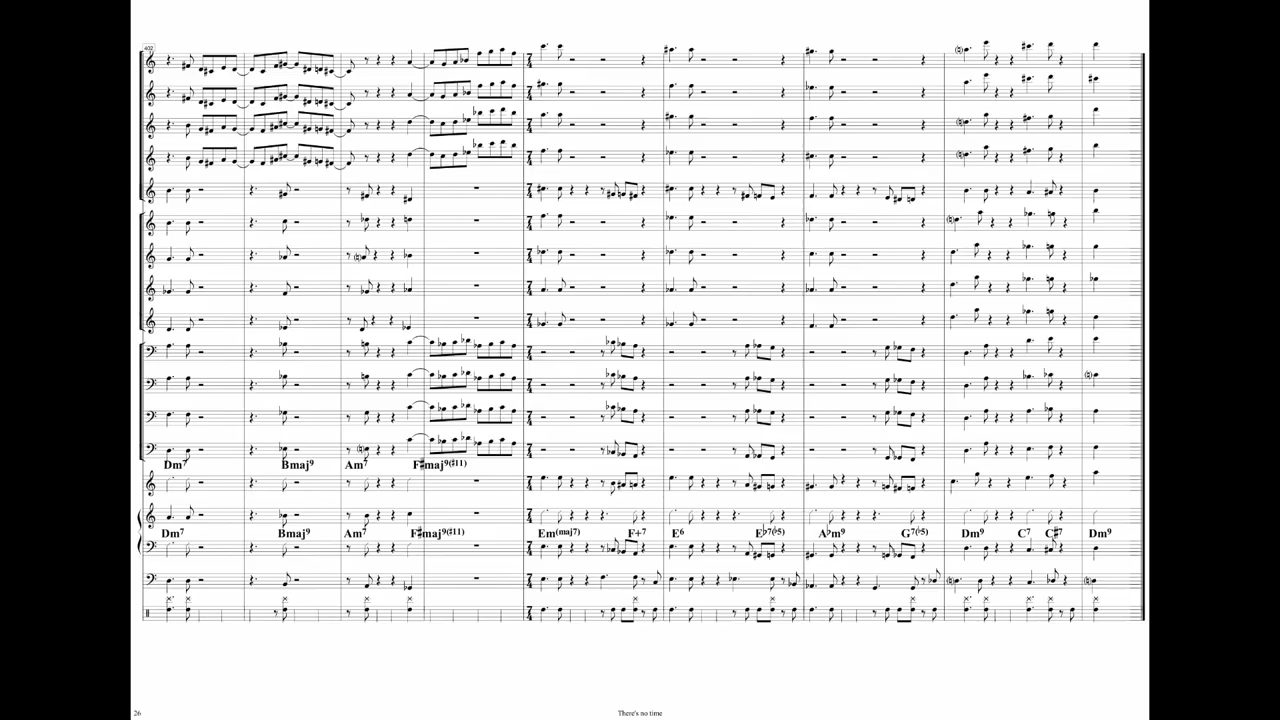 402
Dm7 Bmaj9 Am7 F#maj9(#11)
Dm7 Bmaj9 Am7 F#maj9(#11) Em(maj7) F+7 E6 E♭7(♭5) A♭m9 G7(♭5) Dm9 C7 C#7 Dm9
26 There's no time